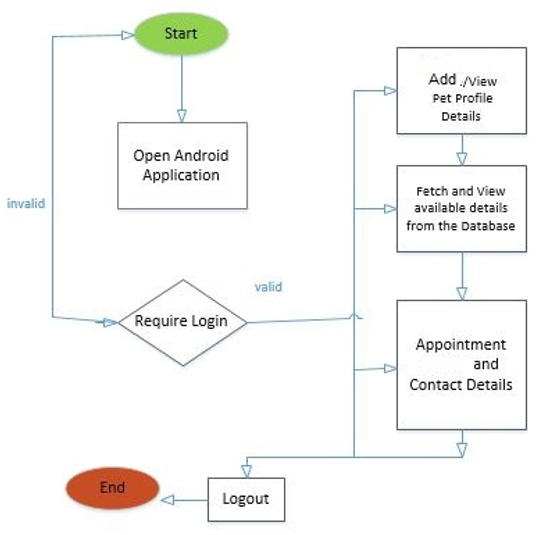 Start
Open Android
Application
invalid
valid
Require Login
Add ./View
Pet Profile
Details
Fetch and View
available details
from the Database
Appointment
and
Contact Details
End
Logout